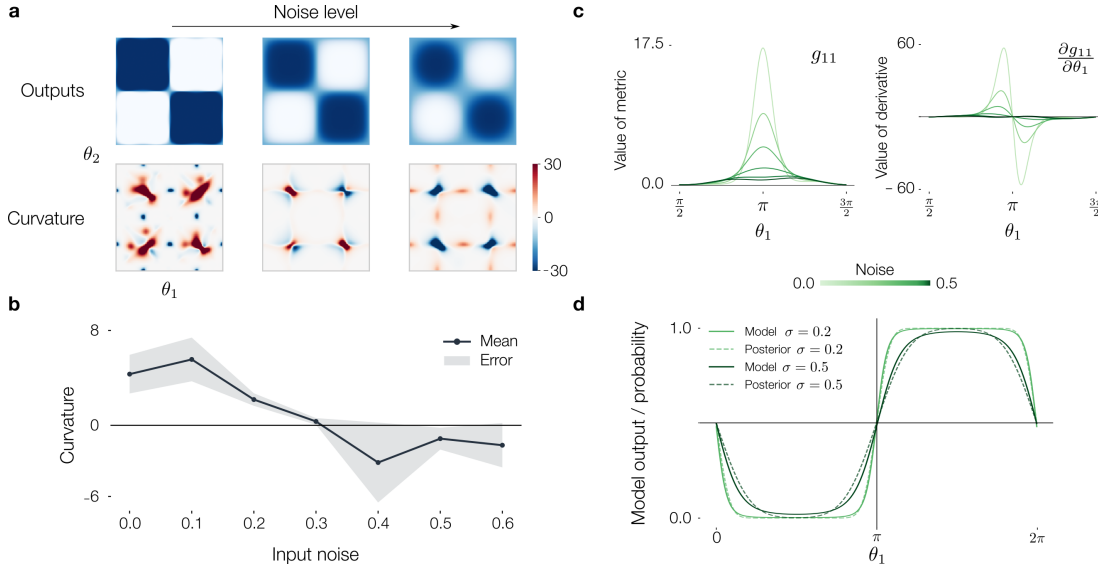 a
Noise level
Outputs
θ₂
Curvature
30
0
-30
θ₁
b
8
0
-6
Curvature
Mean
Error
0.0 0.1 0.2 0.3 0.4 0.5 0.6
Input noise
c
17.5
0.0
Value of metric
g₁₁
π/2 π 3π/2
θ₁
60
-60
Value of derivative
∂g₁₁/∂θ₁
π/2 π 3π/2
θ₁
Noise
0.0 0.5
d
1.0
0.0
Model output / probability
Model σ = 0.2
Posterior σ = 0.2
Model σ = 0.5
Posterior σ = 0.5
0 π 2π
θ₁